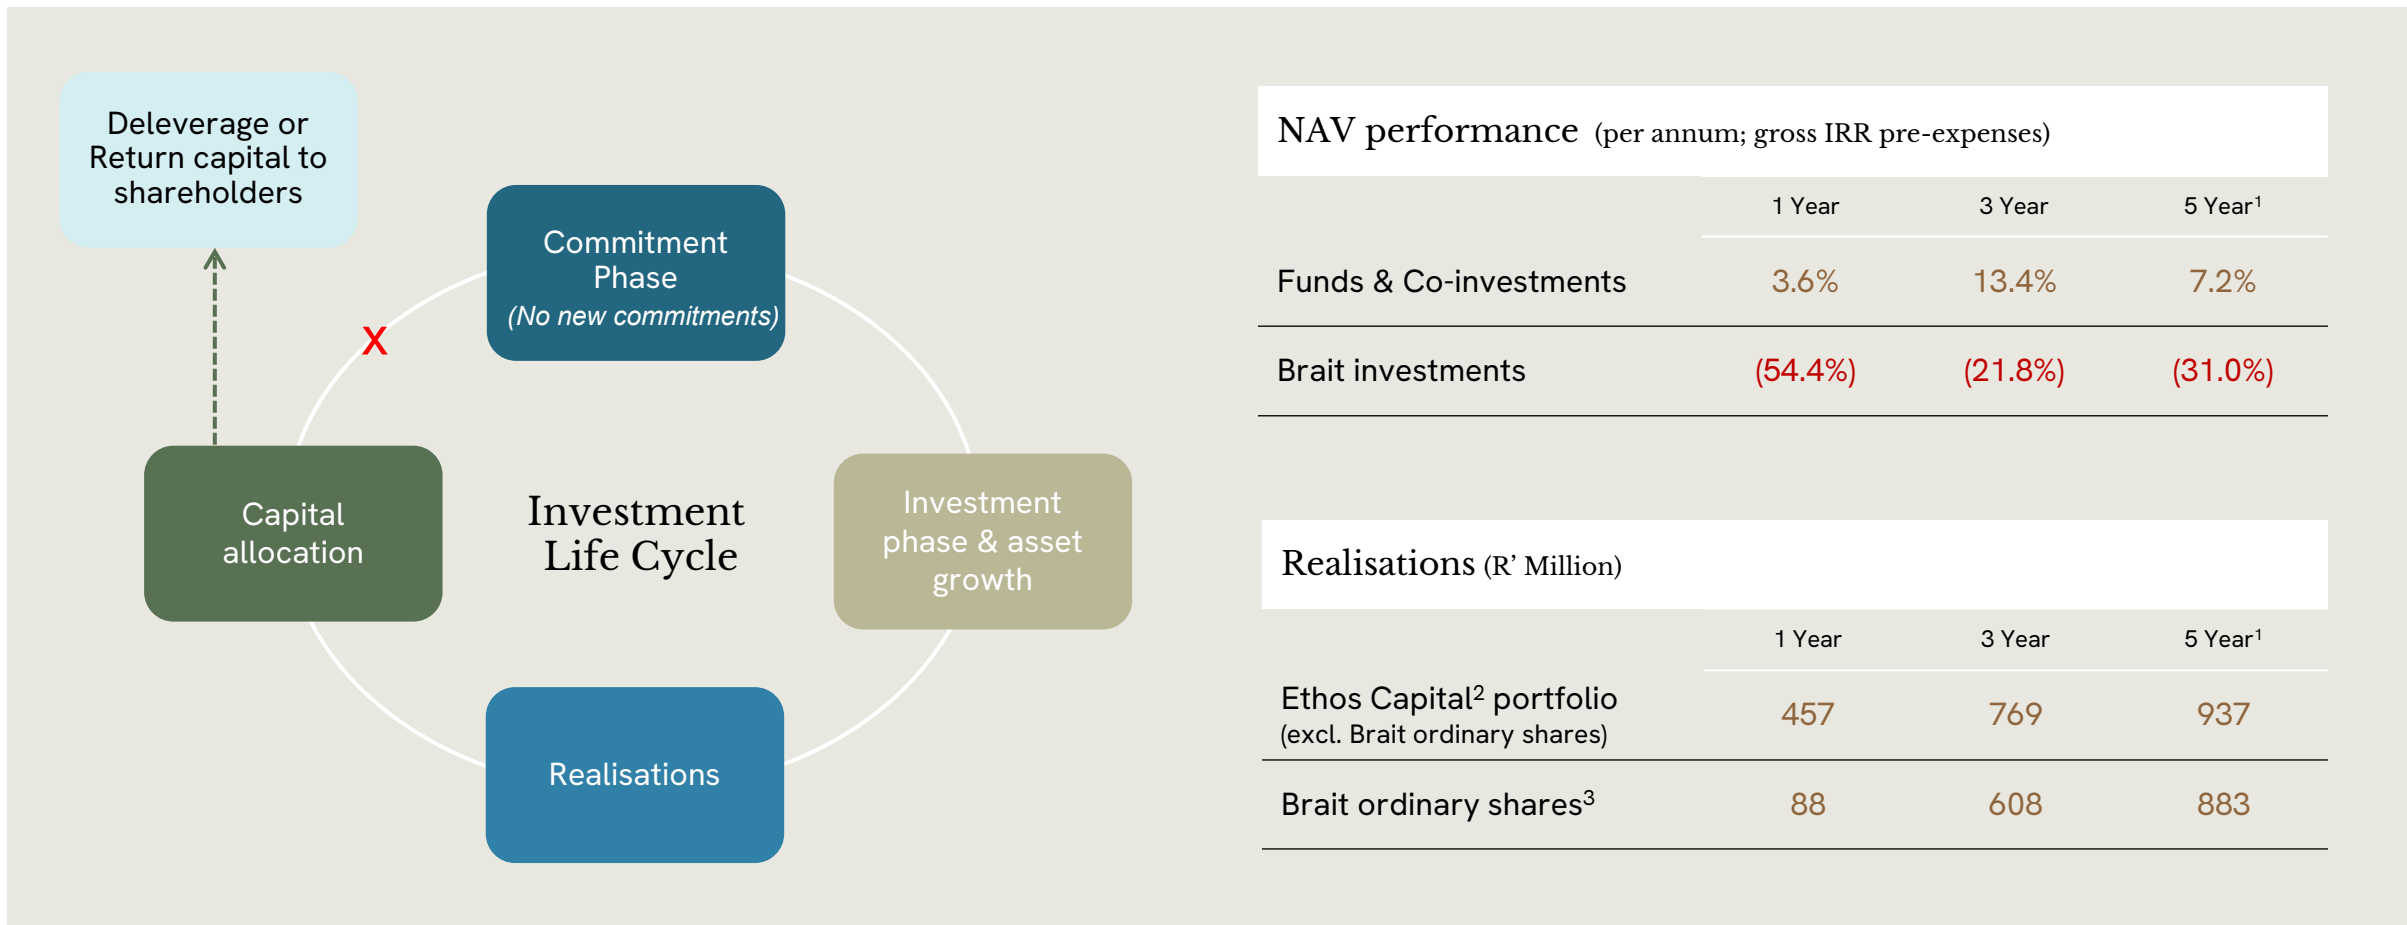 Deleverage or
Return capital to
shareholders
Commitment
Phase
(No new commitments)
X
Capital
allocation
Investment
Life Cycle
Investment
phase & asset
growth
Realisations
NAV performance (per annum; gross IRR pre-expenses)
1 Year 3 Year 5 Year¹
Funds & Co-investments 3.6% 13.4% 7.2%
Brait investments (54.4%) (21.8%) (31.0%)
Realisations (R’ Million)
1 Year 3 Year 5 Year¹
Ethos Capital² portfolio 457 769 937
(excl. Brait ordinary shares)
Brait ordinary shares³ 88 608 883